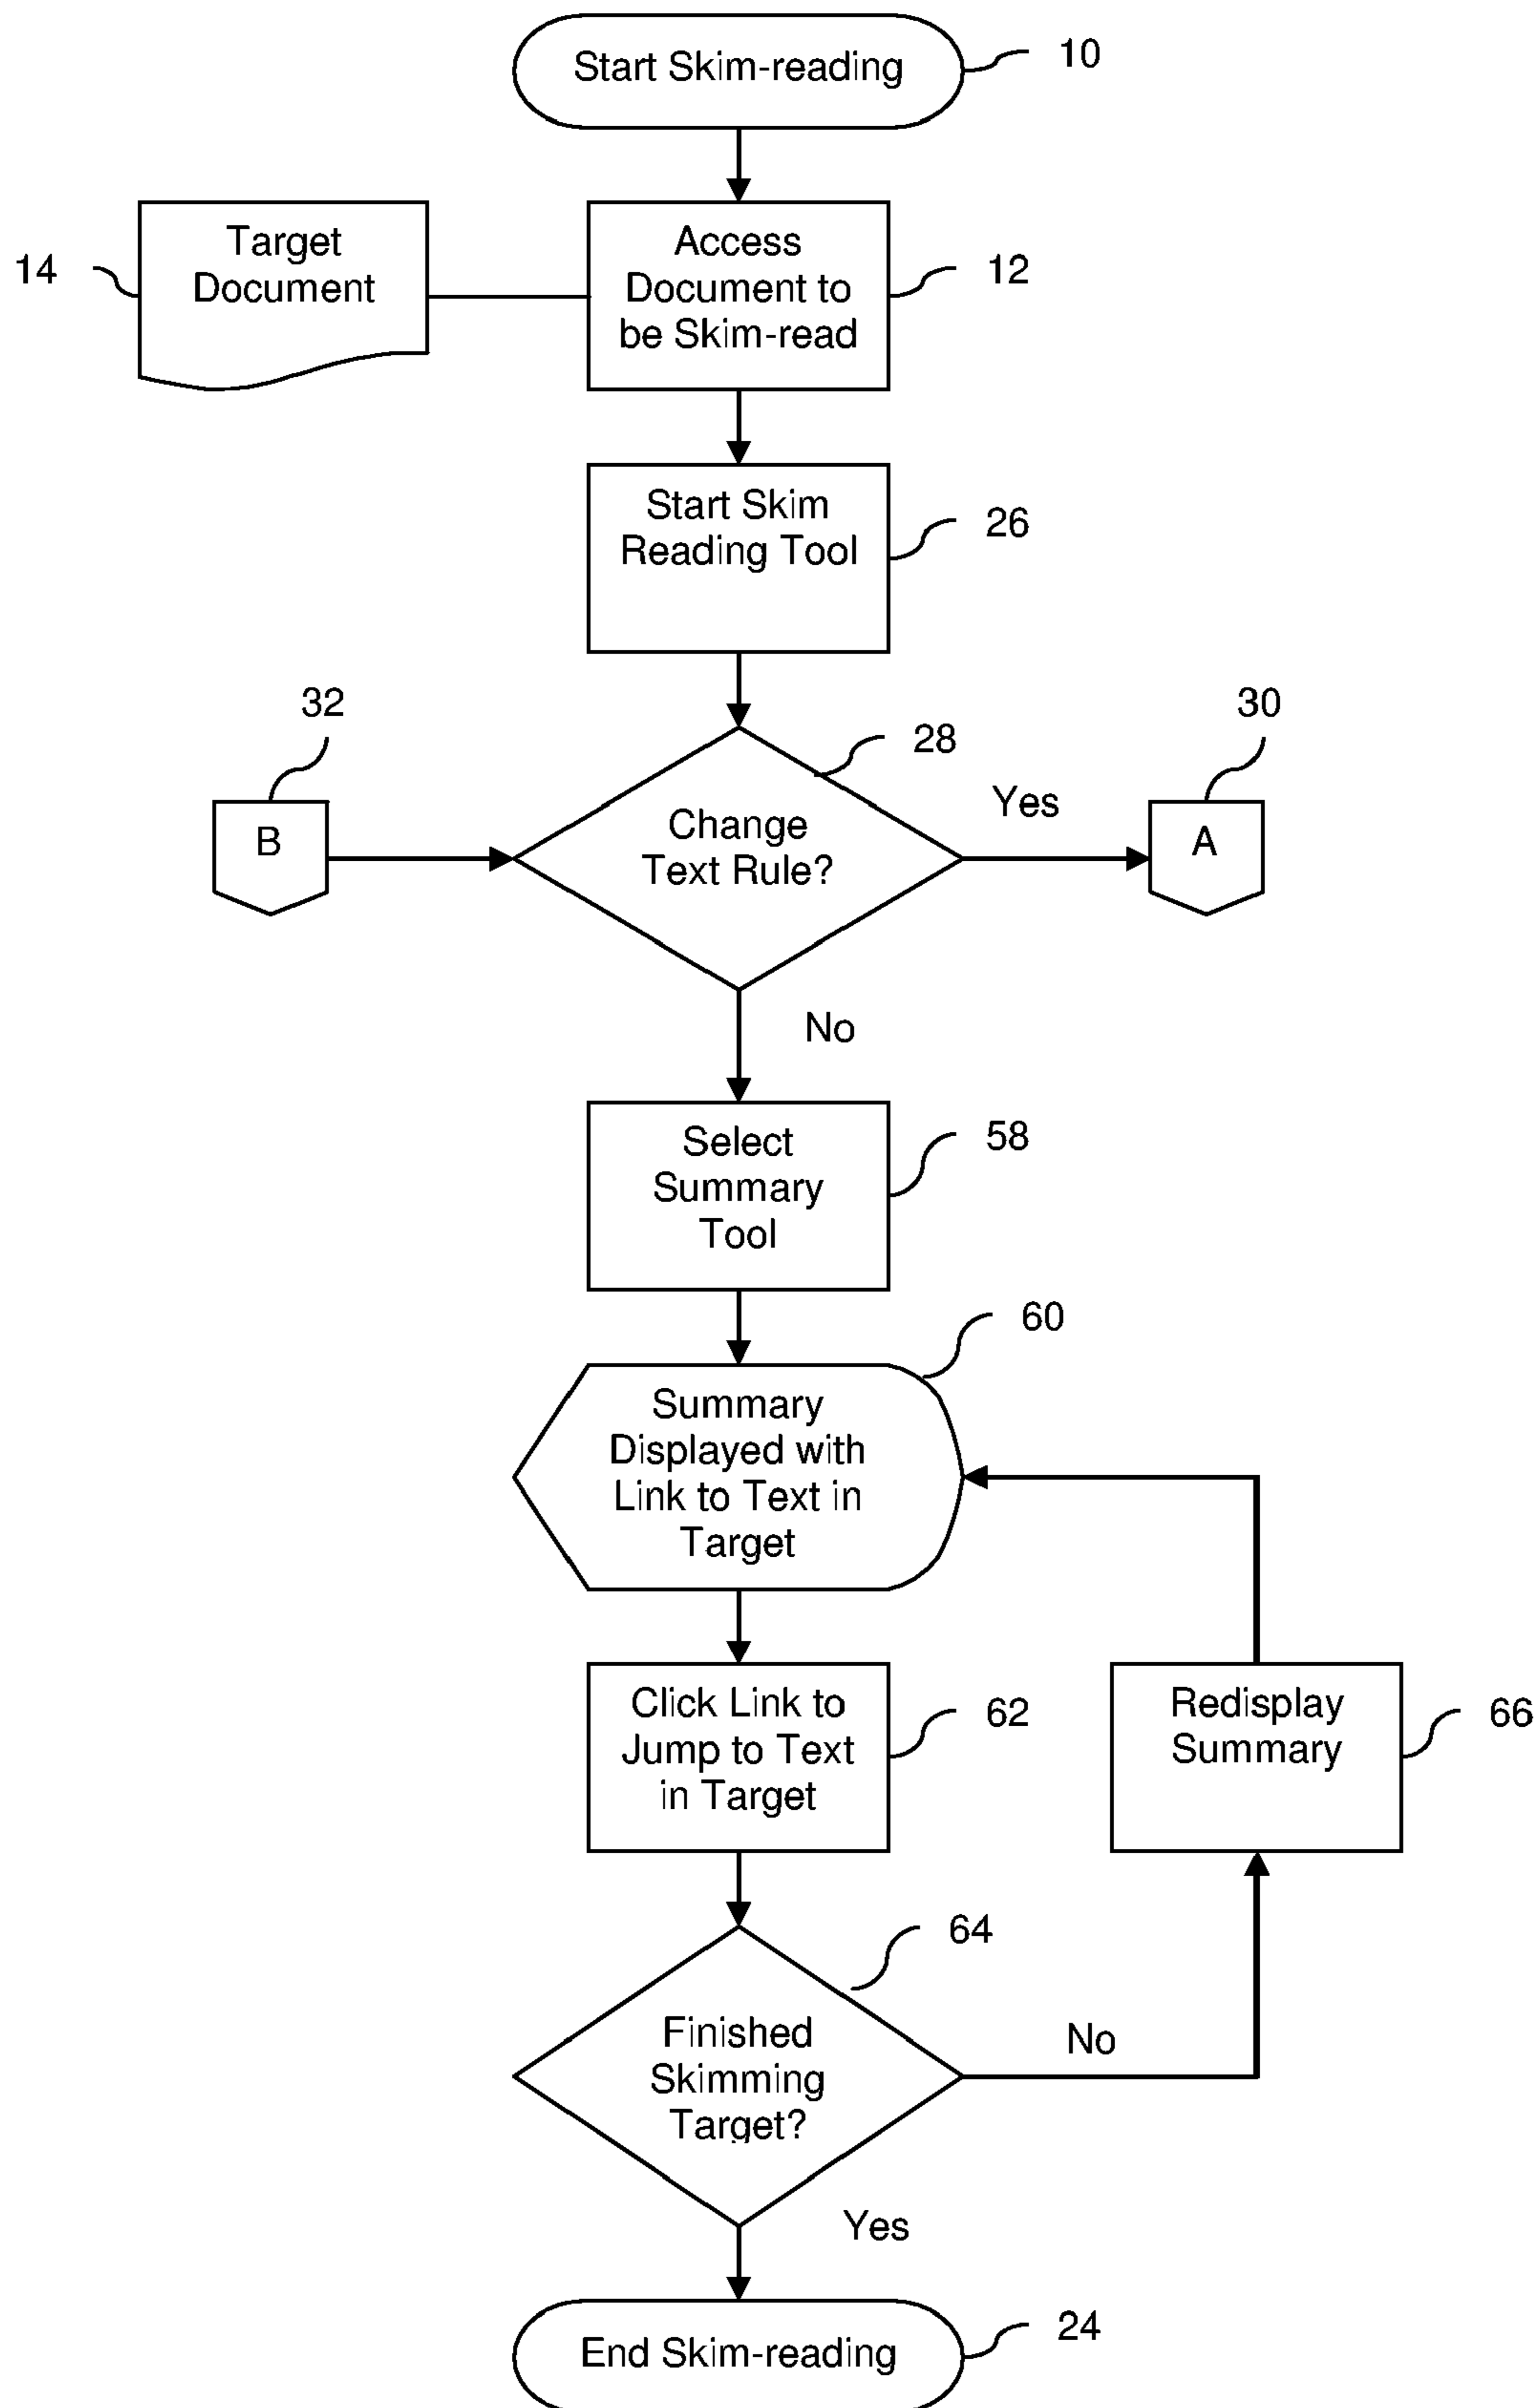 Start Skim-reading
10
Target
Document
14
Access
Document to
be Skim-read
12
Start Skim
Reading Tool
26
32
B
28
Change
Text Rule?
Yes
30
A
No
Select
Summary
Tool
58
60
Summary
Displayed with
Link to Text in
Target
Click Link to
Jump to Text
in Target
62
Redisplay
Summary
66
64
Finished
Skimming
Target?
No
Yes
End Skim-reading
24